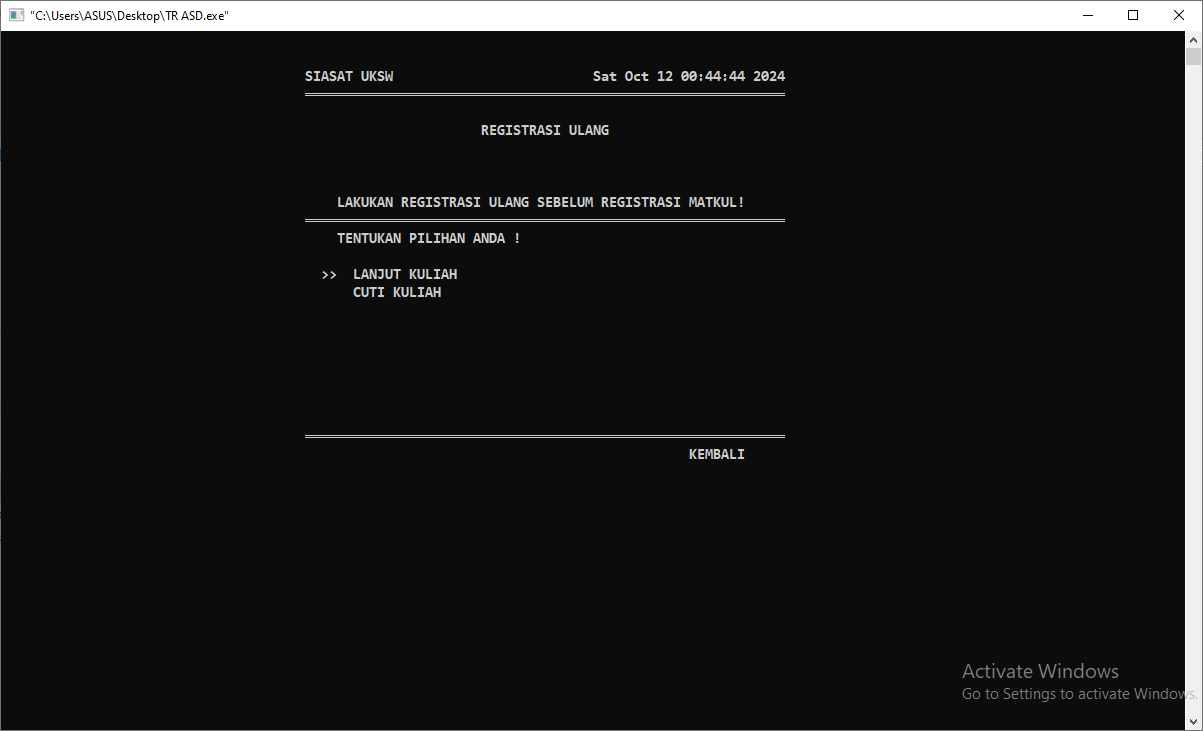 "C:\Users\ASUS\Desktop\TR ASD.exe"
SIASAT UKSW Sat Oct 12 00:44:44 2024
REGISTRASI ULANG
LAKUKAN REGISTRASI ULANG SEBELUM REGISTRASI MATKUL!
TENTUKAN PILIHAN ANDA !
>> LANJUT KULIAH
CUTI KULIAH
KEMBALI
Activate Windows
Go to Settings to activate Windows.